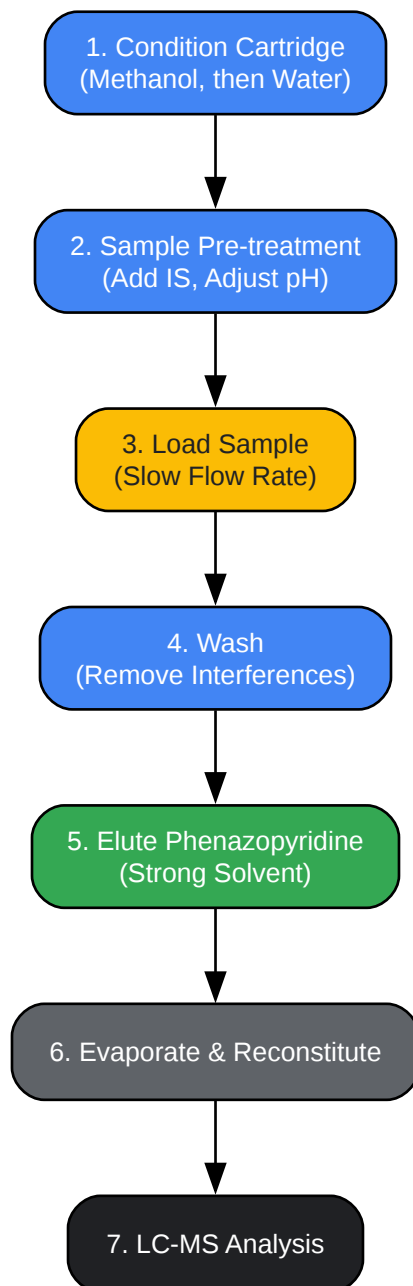 1. Condition Cartridge
(Methanol, then Water)
2. Sample Pre-treatment
(Add IS, Adjust pH)
3. Load Sample
(Slow Flow Rate)
4. Wash
(Remove Interferences)
5. Elute Phenazopyridine
(Strong Solvent)
6. Evaporate & Reconstitute
7. LC-MS Analysis